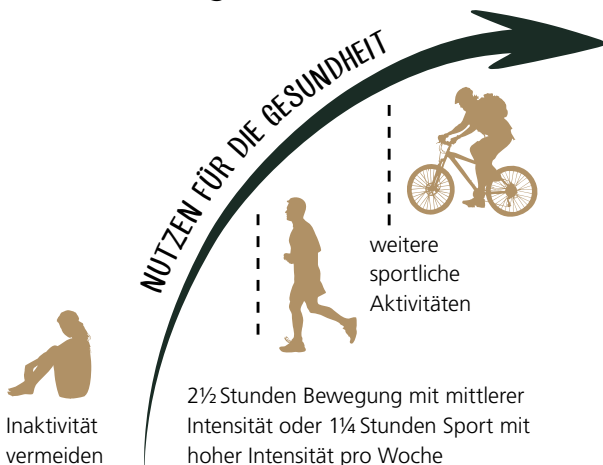 NUTZEN FÜR DIE GESUNDHEIT
weitere
sportliche
Aktivitäten
Inaktivität
vermeiden
2½ Stunden Bewegung mit mittlerer
Intensität oder 1¼ Stunden Sport mit
hoher Intensität pro Woche